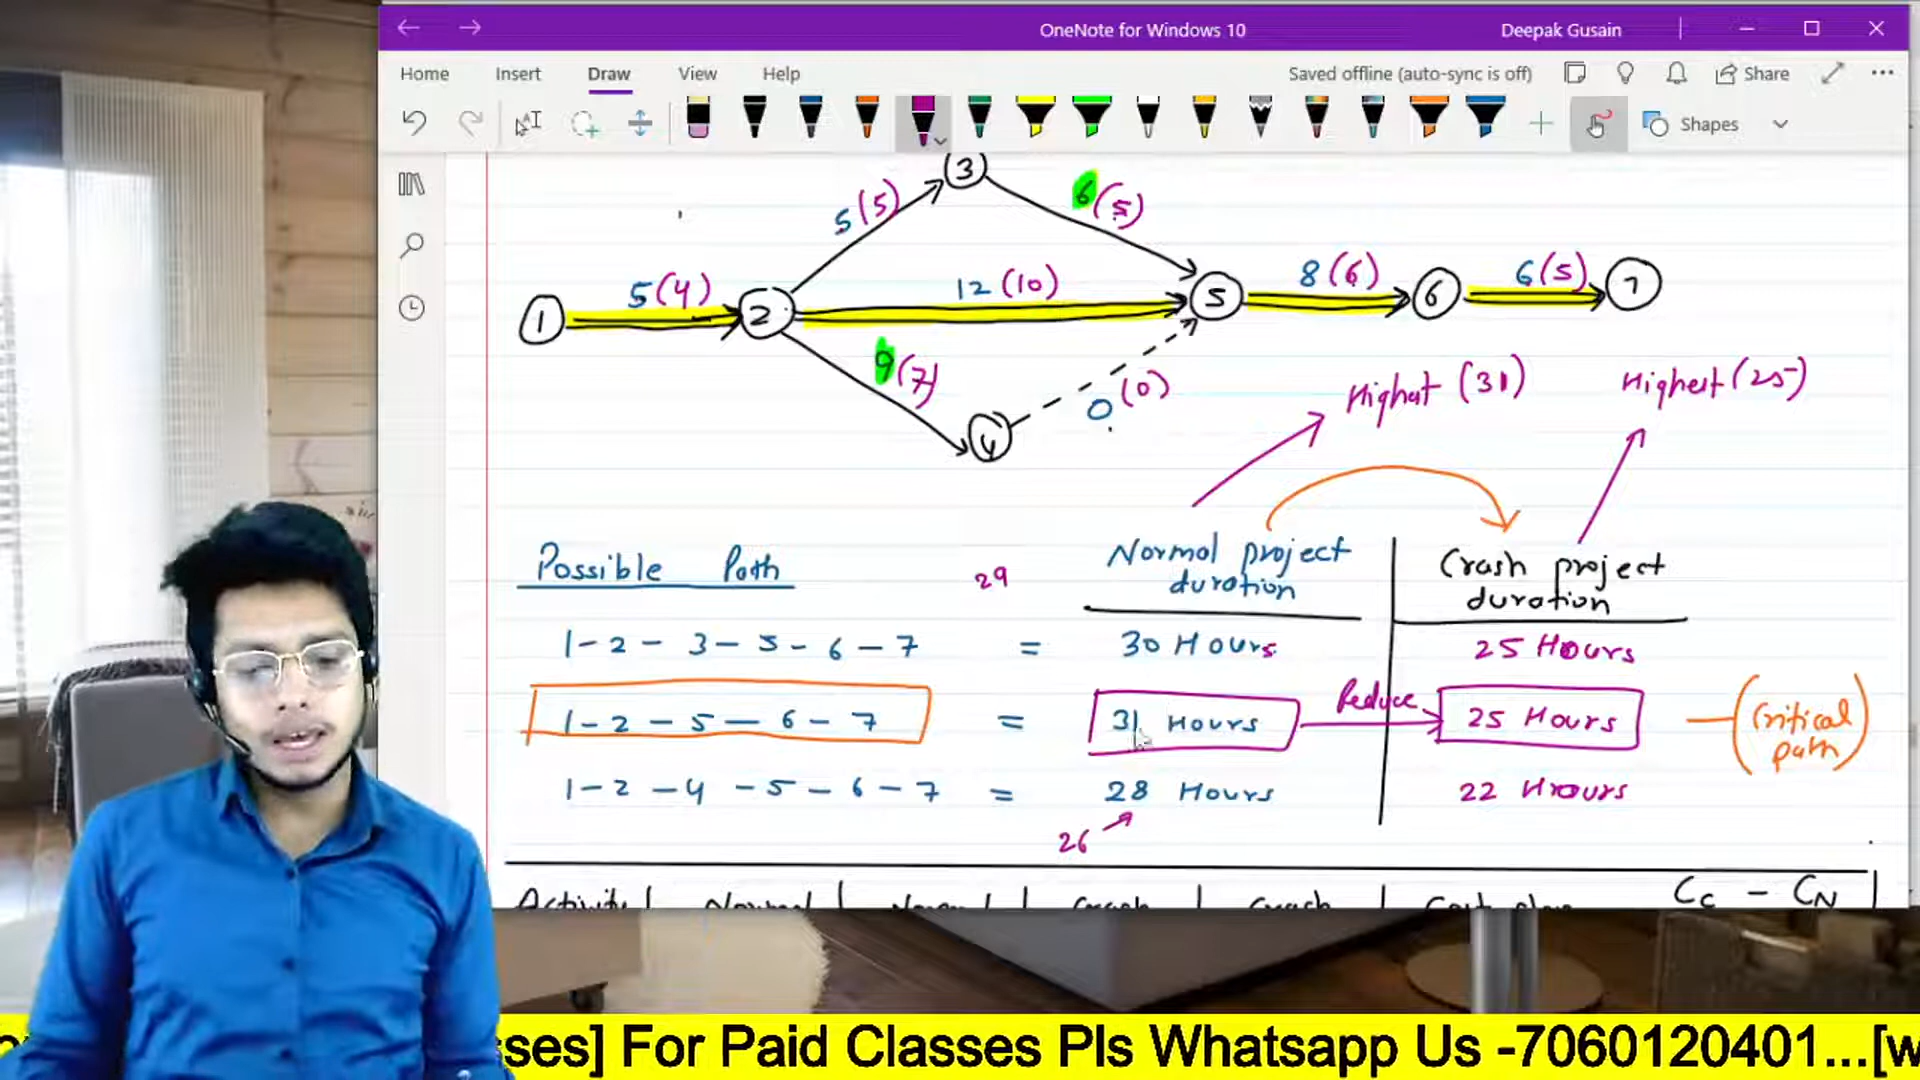 OneNote for Windows 10
Deepak Gusain
Home Insert Draw View Help
Saved offline (auto-sync is off)
Share
Shapes
3
5(5)
6(5)
5(4)
12(10)
8(6)
6(5)
1
2
5
6
7
9(7)
0(0)
4
Highest (31)
Highest (25)
Possible Path
29
Normal project
duration
Crash project
duration
1-2-3-5-6-7 = 30 Hours
25 Hours
1-2-5-6-7 = 31 Hours
Reduce
25 Hours
(Critical
path)
1-2-4-5-6-7 = 28 Hours
22 Hours
26
Activity
Cc - CN
sses] For Paid Classes Pls Whatsapp Us -7060120401...[w